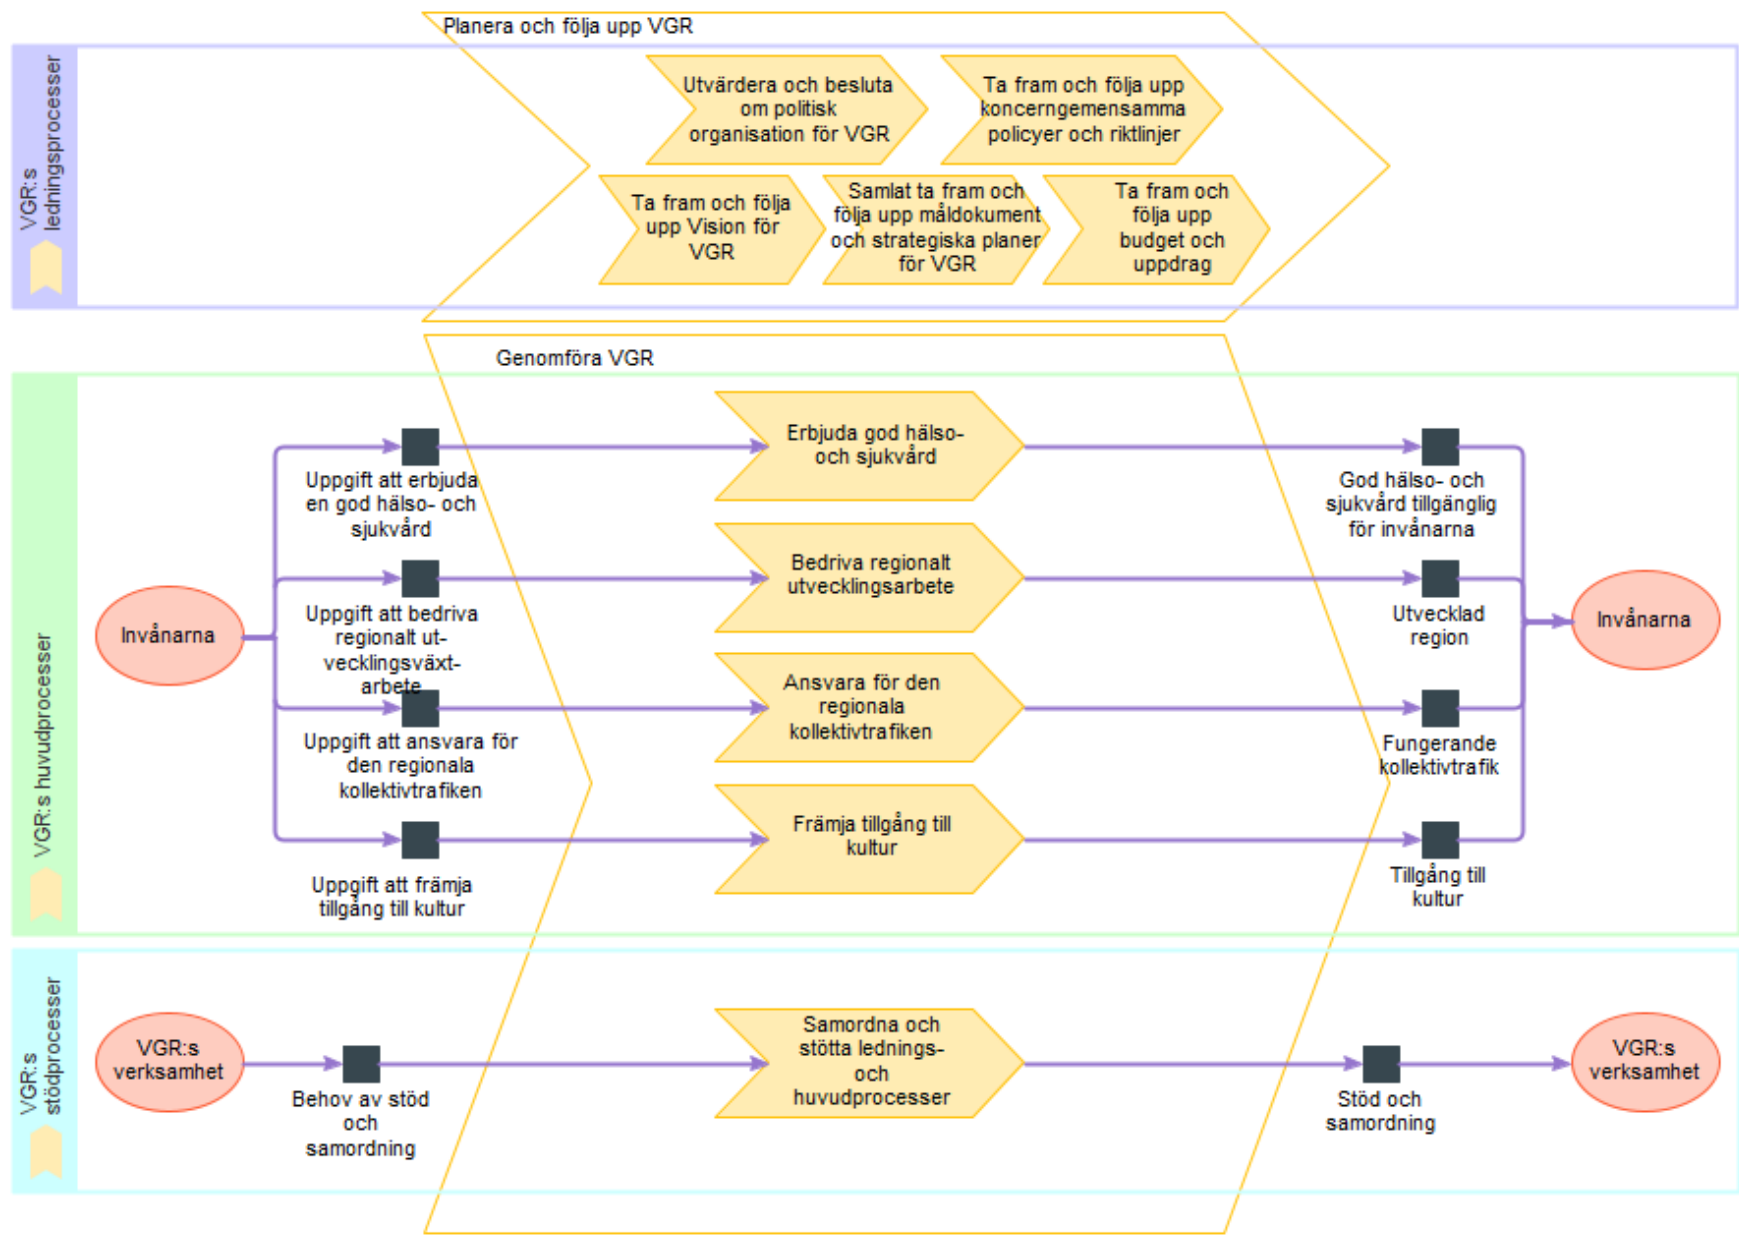 Planera och följa upp VGR
VGR:s
ledningsprocesser
Utvärdera och besluta
om politisk
organisation för VGR
Ta fram och följa upp
koncerngemensamma
policyer och riktlinjer
Ta fram och följa
upp Vision för
VGR
Samlat ta fram och
följa upp måldokument
och strategiska planer
för VGR
Ta fram och
följa upp
budget och
uppdrag
Genomföra VGR
VGR:s huvudprocesser
Invånarna
Uppgift att erbjuda
en god hälso- och
sjukvård
Erbjuda god hälso-
och sjukvård
God hälso- och
sjukvård tillgänglig
för invånarna
Uppgift att bedriva
regionalt ut-
vecklingsväxt-
arbete
Bedriva regionalt
utvecklingsarbete
Utvecklad
region
Uppgift att ansvara för
den regionala
kollektivtrafiken
Ansvara för den
regionala
kollektivtrafiken
Fungerande
kollektivtrafik
Uppgift att främja
tillgång till kultur
Främja tillgång till
kultur
Tillgång till
kultur
Invånarna
VGR:s
stödprocesser
VGR:s
verksamhet
Behov av stöd
och
samordning
Samordna och
stötta lednings-
och
huvudprocesser
Stöd och
samordning
VGR:s
verksamhet